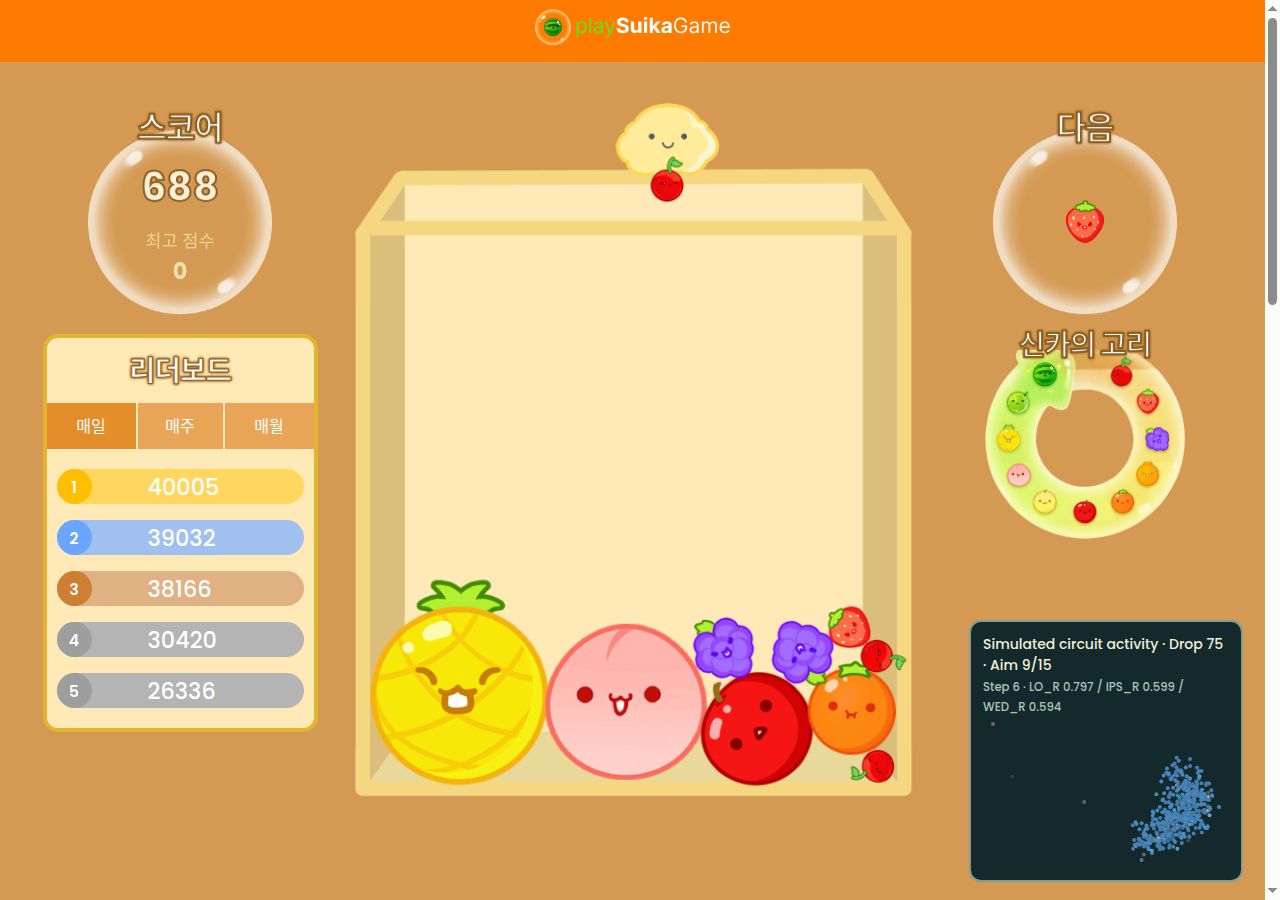 playSuikaGame
스코어
688
최고 점수
0
다음
신카의 고리
리더보드
매일 매주 매월
1 40005
2 39032
3 38166
4 30420
5 26336
Simulated circuit activity · Drop 75
· Aim 9/15
Step 6 · LO_R 0.797 / IPS_R 0.599 /
WED_R 0.594